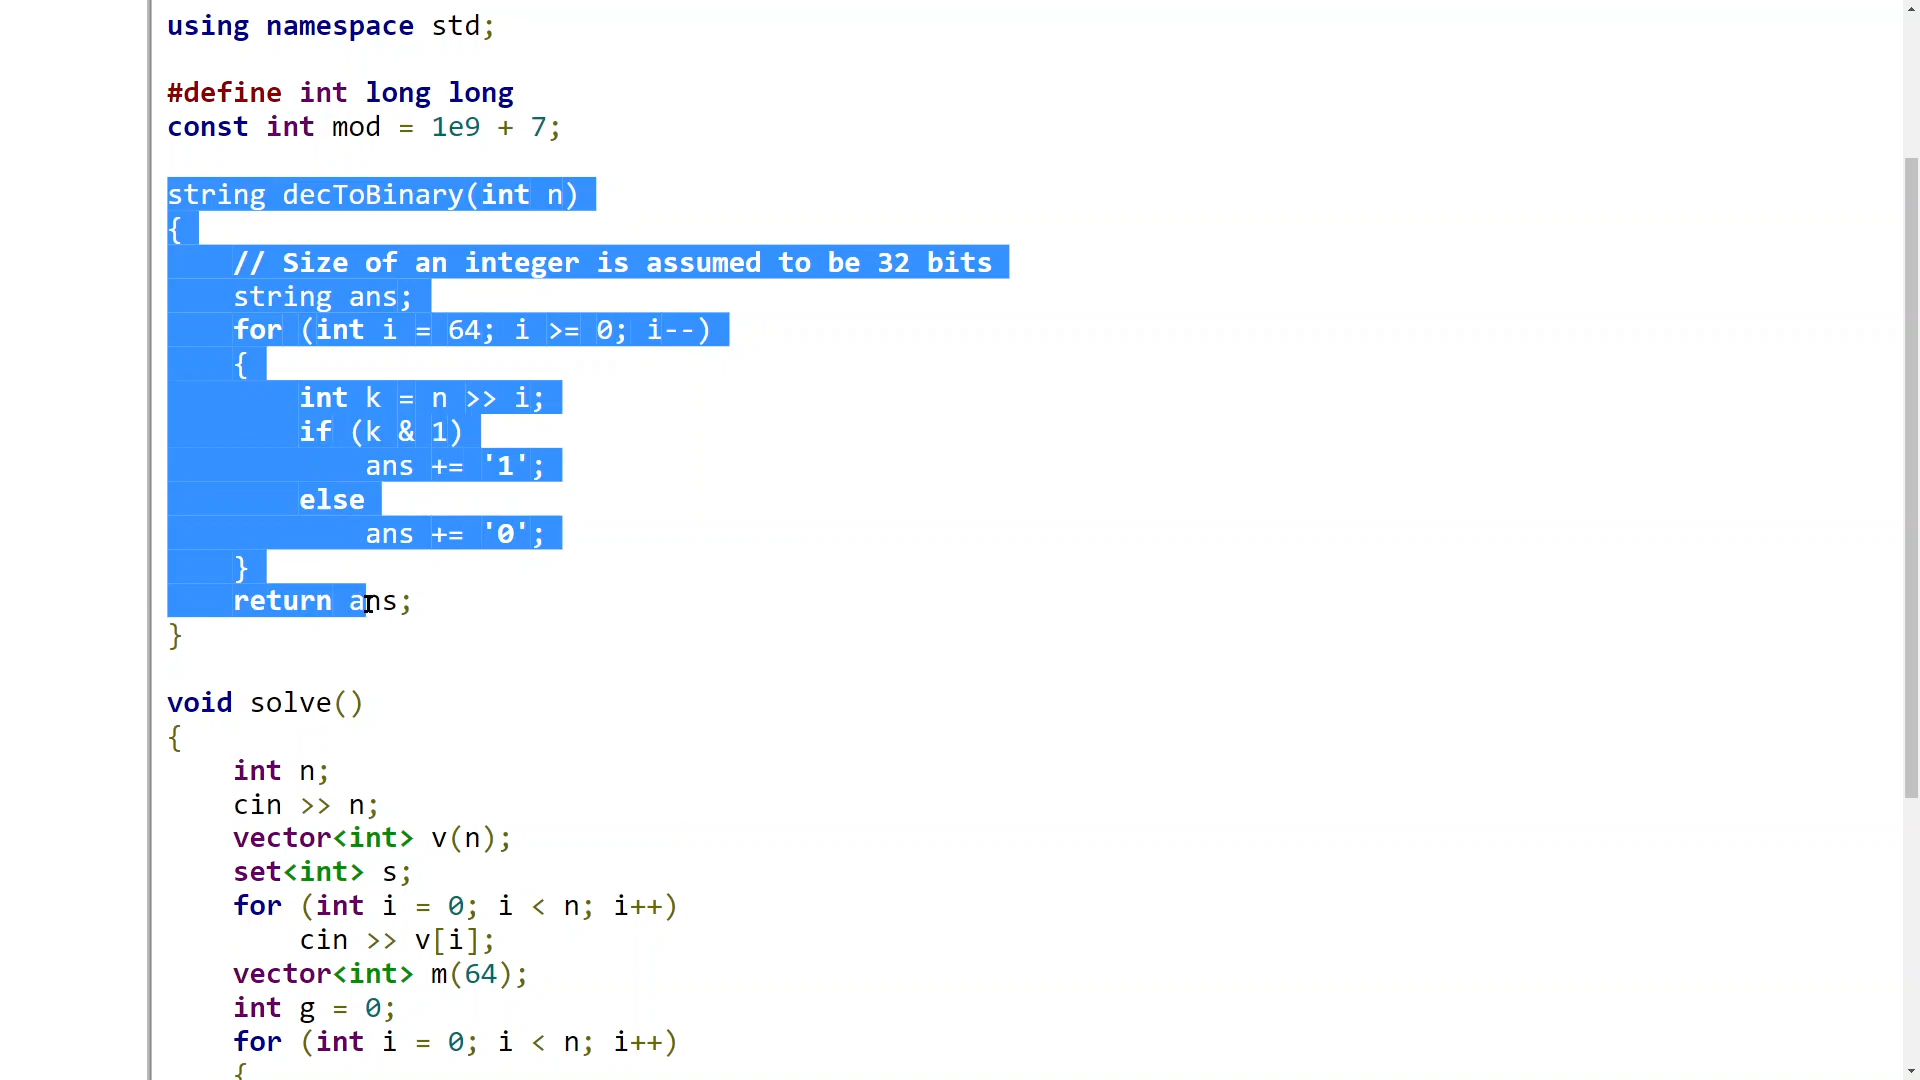 using namespace std;
#define int long long
const int mod = 1e9 + 7;
string decToBinary(int n)
{
    // Size of an integer is assumed to be 32 bits
    string ans;
    for (int i = 64; i >= 0; i--)
    {
        int k = n >> i;
        if (k & 1)
            ans += '1';
        else
            ans += '0';
    }
    return ans;
}
void solve()
{
    int n;
    cin >> n;
    vector<int> v(n);
    set<int> s;
    for (int i = 0; i < n; i++)
        cin >> v[i];
    vector<int> m(64);
    int g = 0;
    for (int i = 0; i < n; i++)
    {